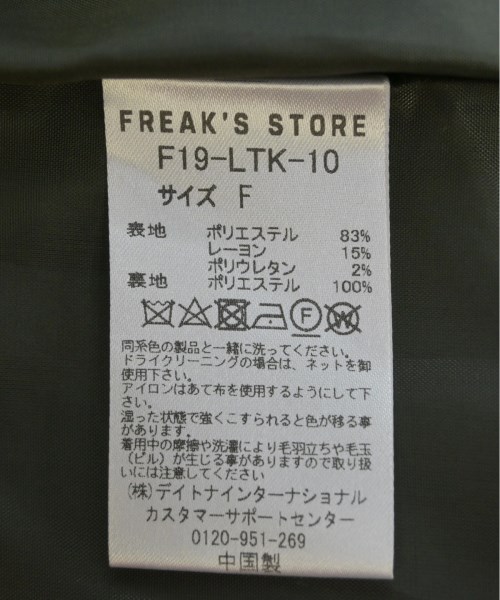 FREAK'S STORE
F19-LTK-10
サイズ F
表地 ポリエステル 83%
レーヨン 15%
ポリウレタン 2%
裏地 ポリエステル 100%
F W
同系色の製品と一緒に洗ってください。
ドライクリーニングの場合は、ネットを御
使用下さい。
アイロンはあて布を使用するようにして下
さい。
湿った状態で強くこすられると色が移る事
があります。
着用中の摩擦や洗濯により毛羽立ちや毛玉
(ピル)が生じる事がありますので取り扱
いには注意してください
(株)デイトナインターナショナル
カスタマーサポートセンター
0120-951-269
中国製